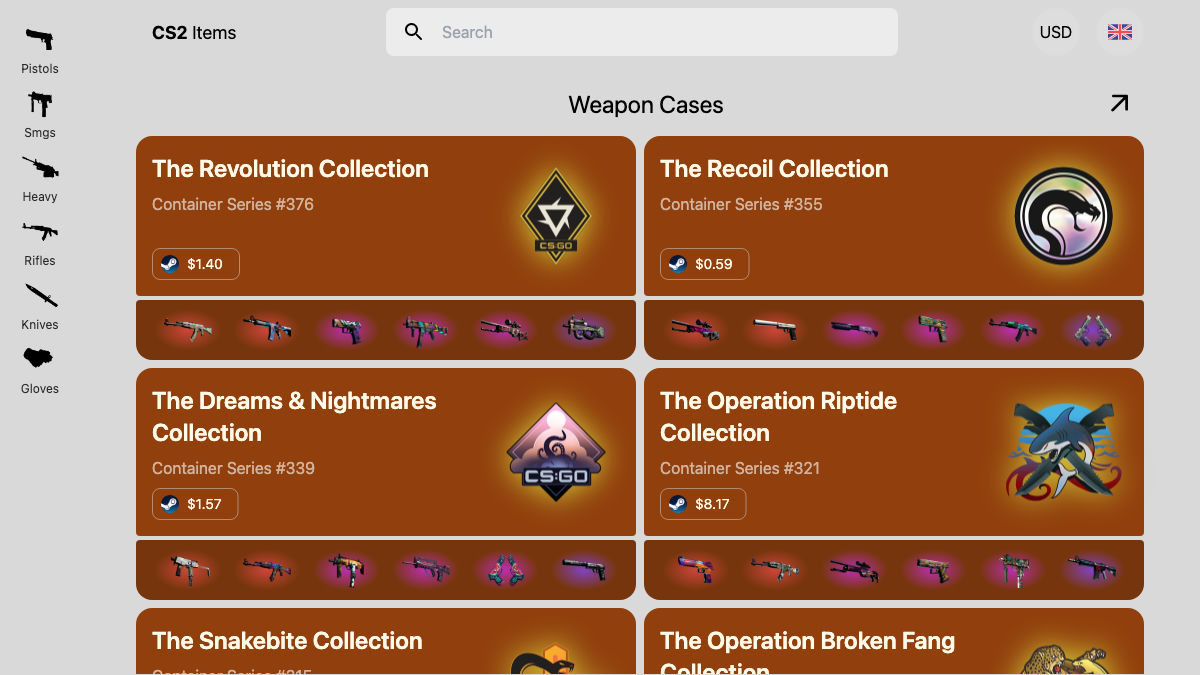 CS2 Items
Search
USD
Pistols
Smgs
Heavy
Rifles
Knives
Gloves
Weapon Cases
The Revolution Collection
Container Series #376
$1.40
CS:GO
The Recoil Collection
Container Series #355
$0.59
The Dreams & Nightmares
Collection
Container Series #339
$1.57
CS:GO
The Operation Riptide
Collection
Container Series #321
$8.17
The Snakebite Collection
Container Series #315
The Operation Broken Fang
Collection